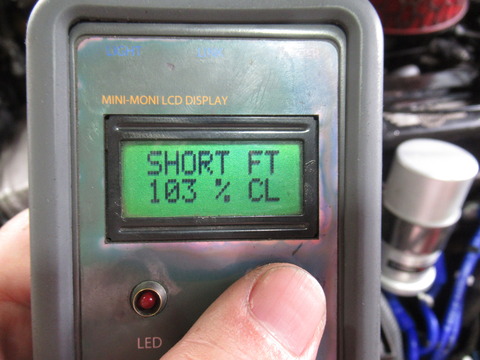 MINI-MONI LCD DISPLAY
SHORT FT
103 % CL
LED